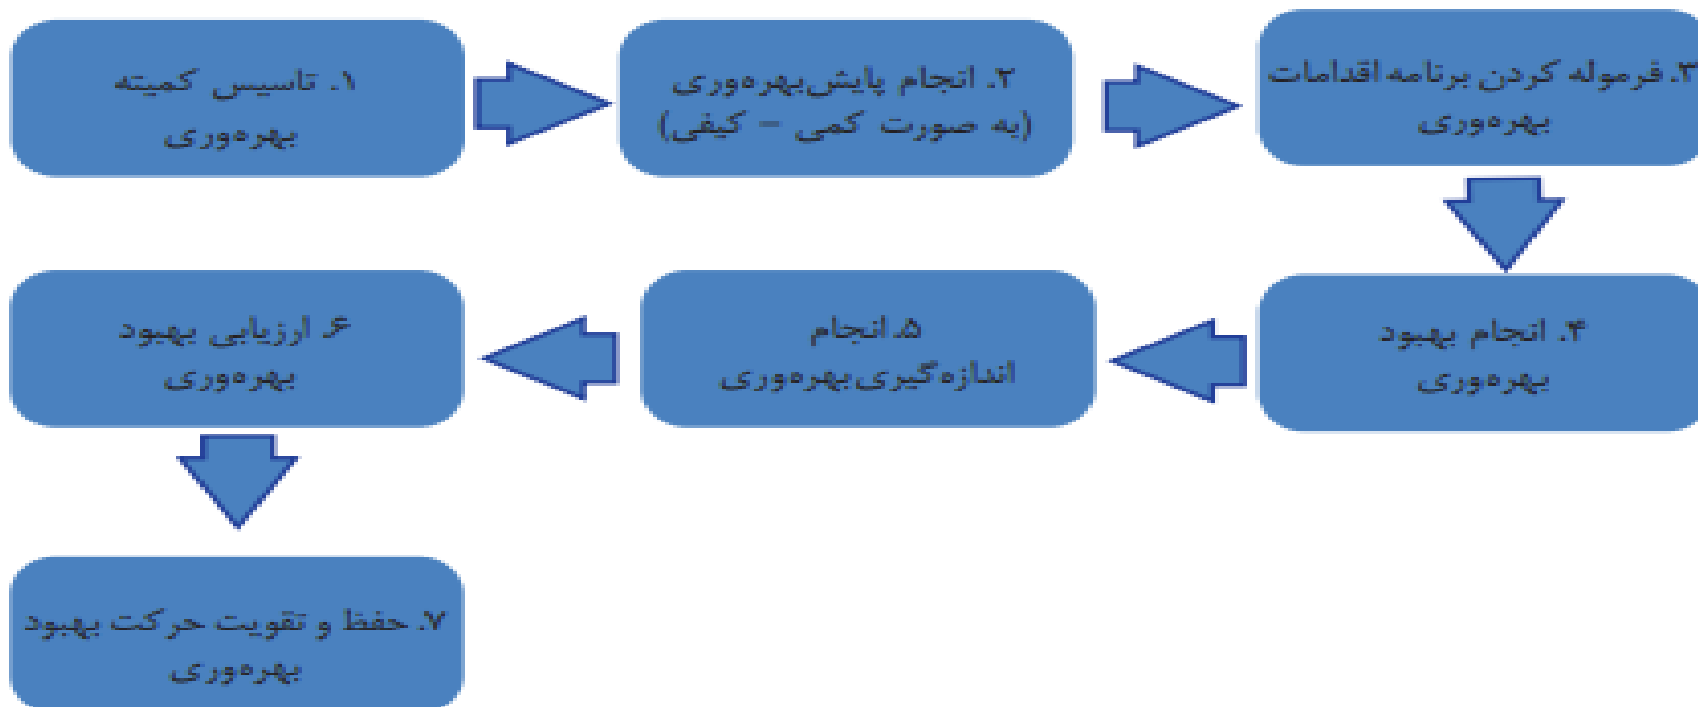 ۱. تاسیس کمیته
بهره‌وری
۲. انجام پایش بهره‌وری
(به صورت کمی – کیفی)
۳. فرموله کردن برنامه اقدامات
بهره‌وری
۴. انجام بهبود
بهره‌وری
۵. انجام
اندازه‌گیری بهره‌وری
۶. ارزیابی بهبود
بهره‌وری
۷. حفظ و تقویت حرکت بهبود
بهره‌وری